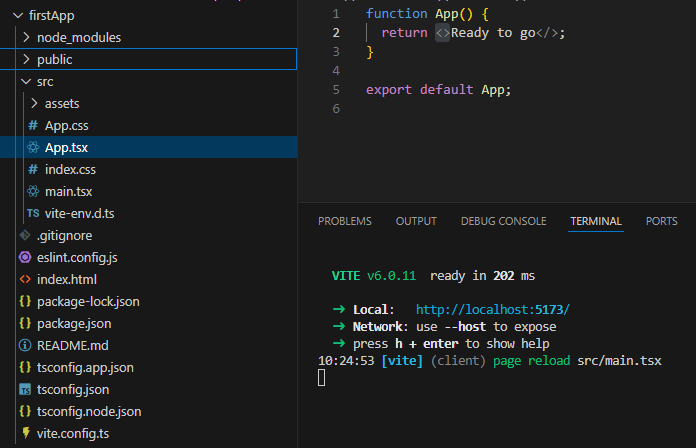 firstApp
node_modules
public
src
assets
App.css
App.tsx
index.css
main.tsx
TS vite-env.d.ts
.gitignore
eslint.config.js
index.html
package-lock.json
package.json
README.md
tsconfig.app.json
tsconfig.json
tsconfig.node.json
vite.config.ts
1 function App() {
2 return <>Ready to go</>;
3 }
4
5 export default App;
6
PROBLEMS OUTPUT DEBUG CONSOLE TERMINAL PORTS
VITE v6.0.11 ready in 202 ms
➜ Local: http://localhost:5173/
➜ Network: use --host to expose
➜ press h + enter to show help
10:24:53 [vite] (client) page reload src/main.tsx